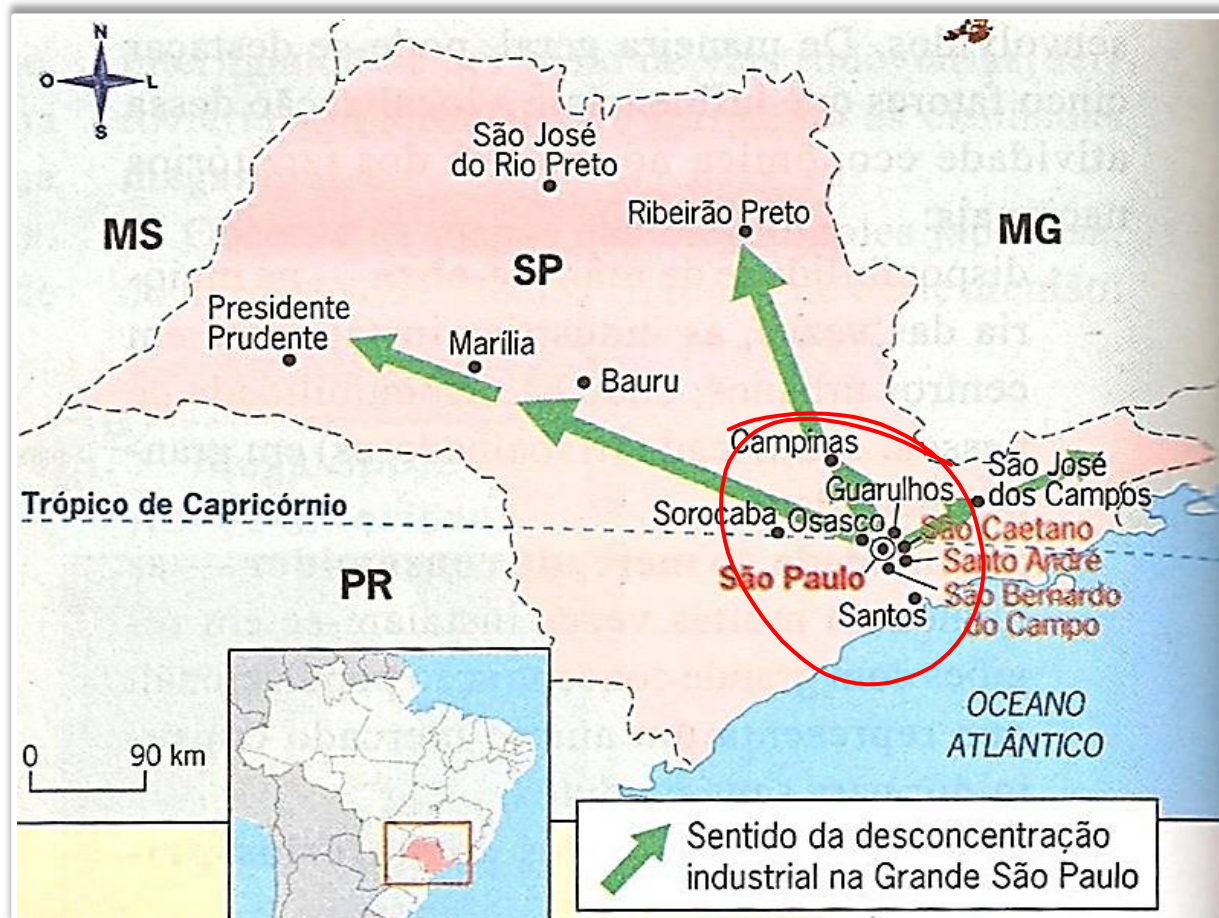 N
O
L
S
São José
do Rio Preto
Ribeirão Preto
MS
MG
SP
Presidente
Prudente
Marília
Bauru
Campinas
São José
dos Campos
Guarulhos
Trópico de Capricórnio
Sorocaba
Osasco
São Caetano
Santo André
São Paulo
São Bernardo
do Campo
PR
Santos
OCEANO
ATLÂNTICO
0
90 km
Sentido da desconcentração
industrial na Grande São Paulo